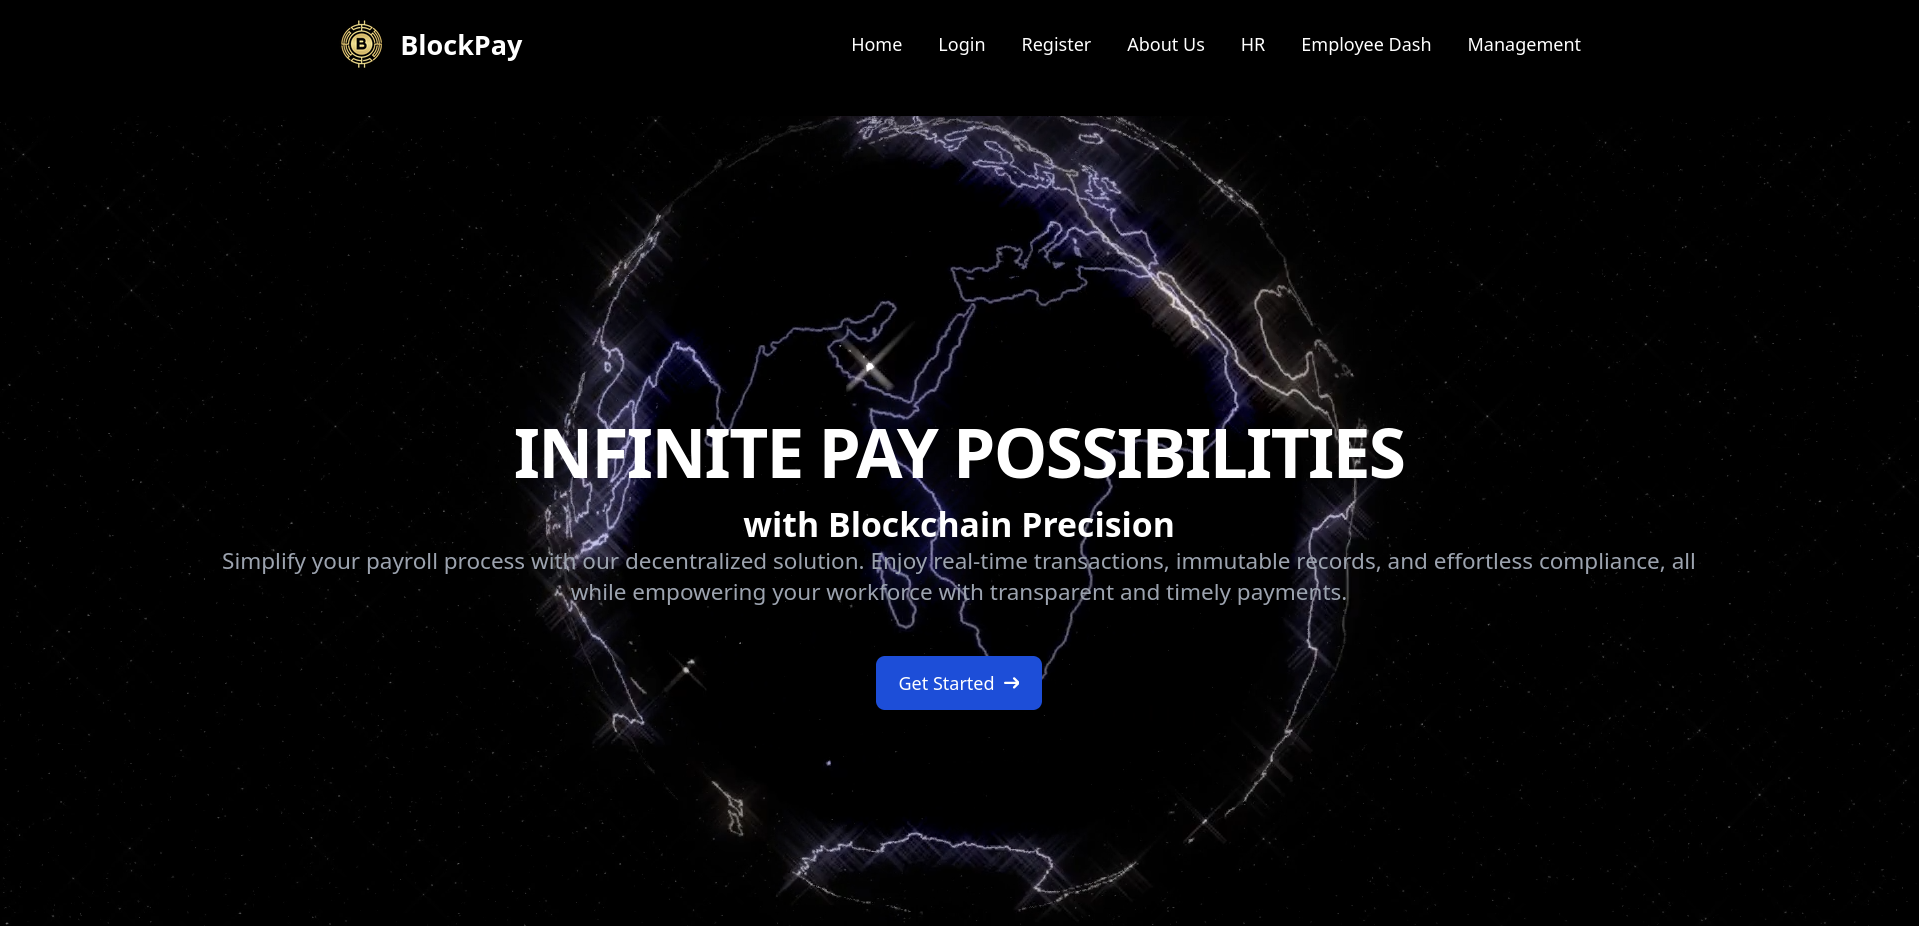 BlockPay
Home Login Register About Us HR Employee Dash Management
INFINITE PAY POSSIBILITIES
with Blockchain Precision
Simplify your payroll process with our decentralized solution. Enjoy real-time transactions, immutable records, and effortless compliance, all
while empowering your workforce with transparent and timely payments.
Get Started →